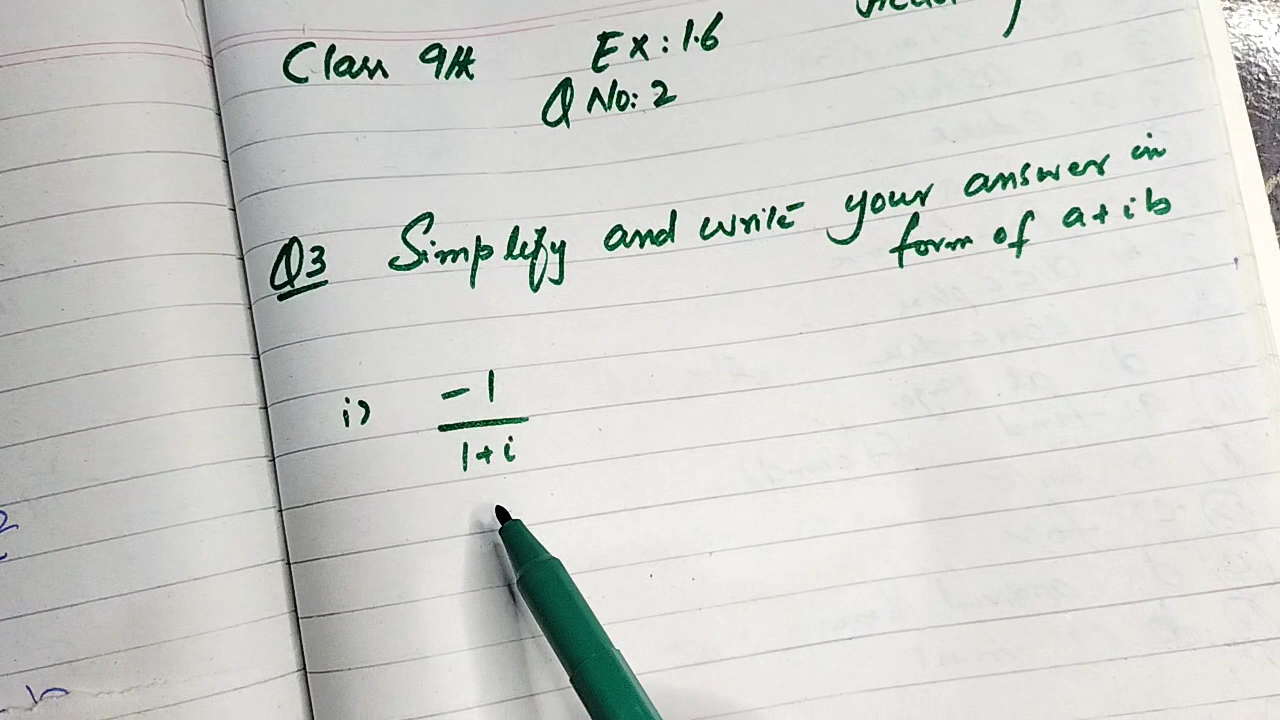 Class 9th Ex: 1.6
Q No: 2
Q3 Simplify and write your answer in
form of a+ib
i) -1
1+i